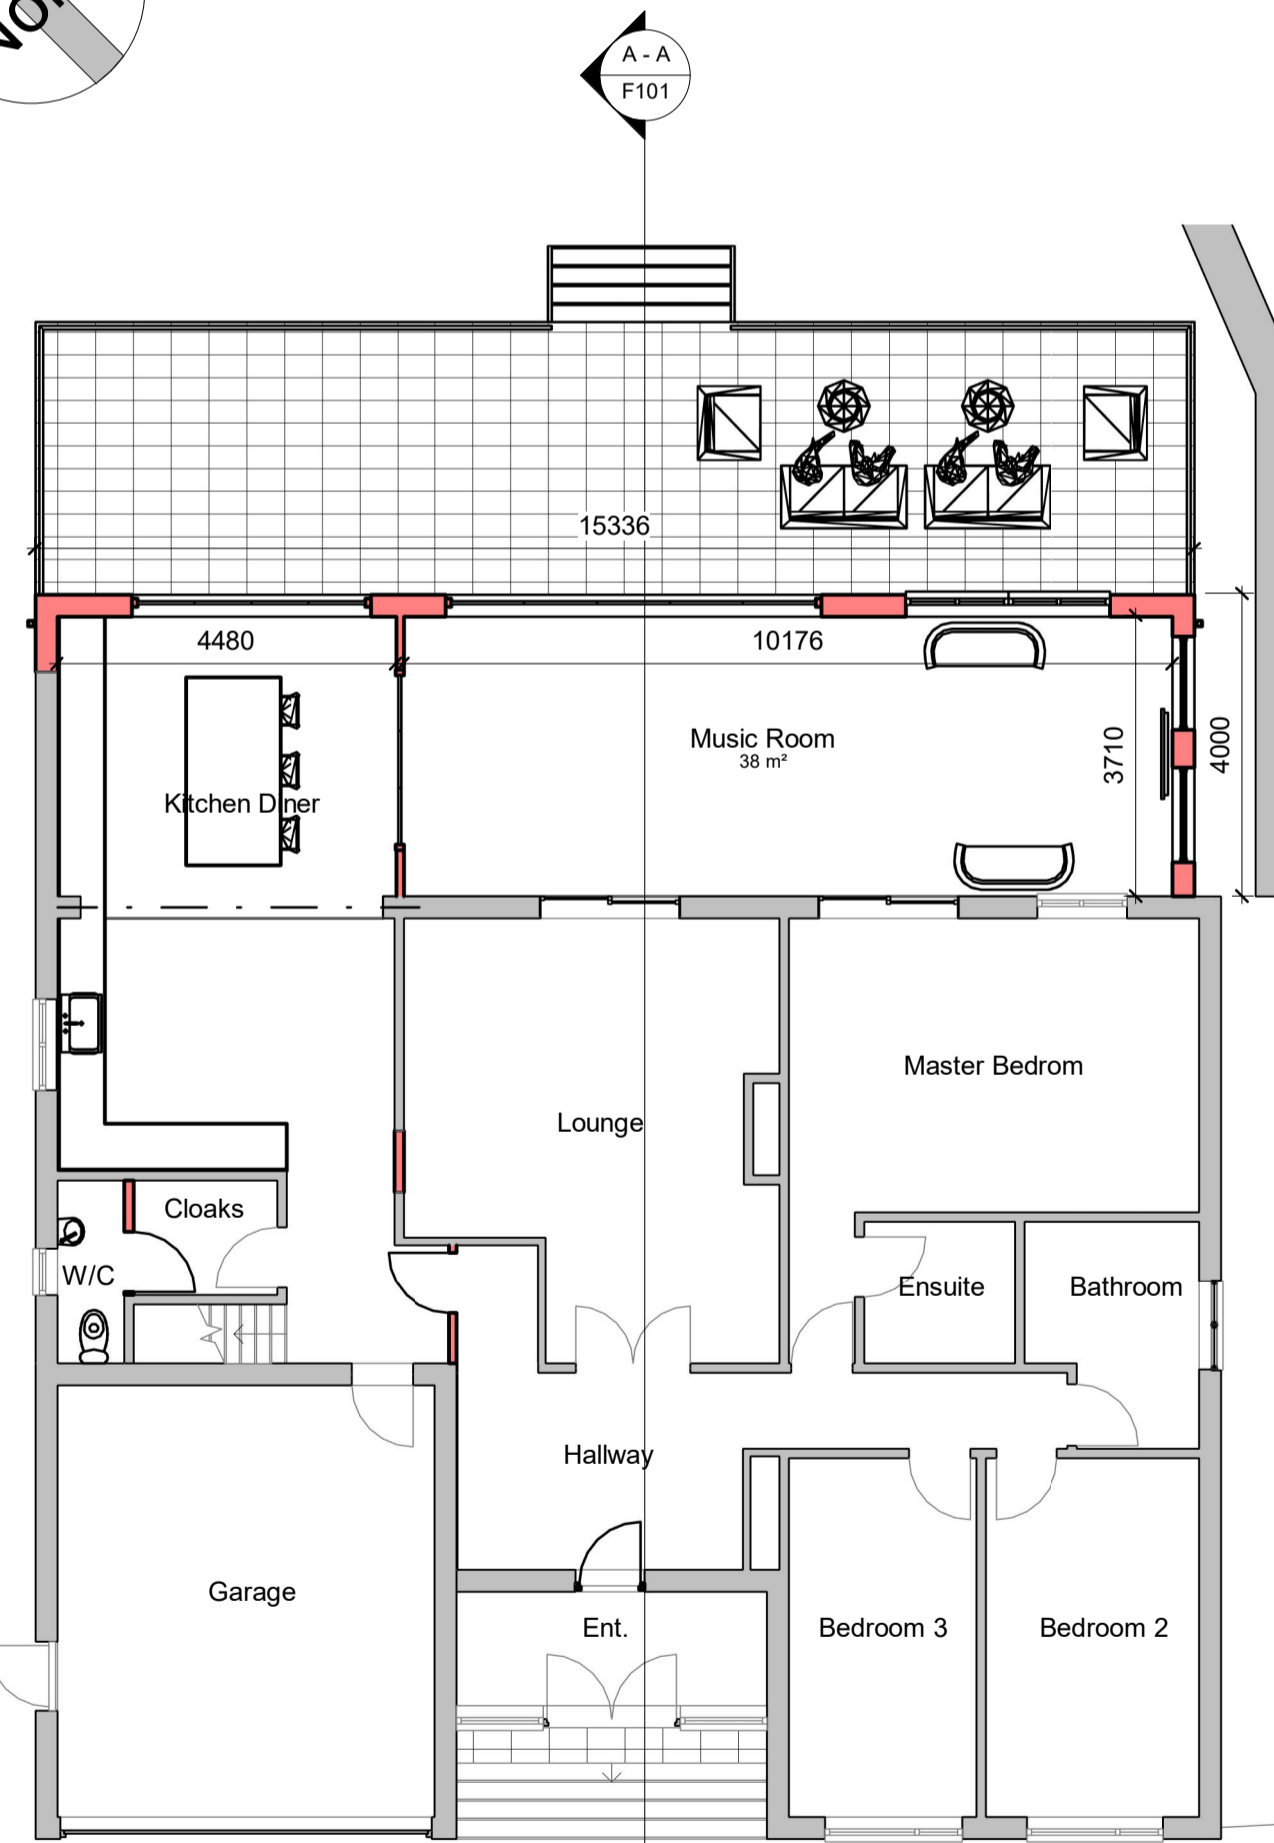 A - A
F101
15336
4480
10176
Music Room
38 m²
3710
4000
Kitchen Diner
Master Bedrom
Lounge
Cloaks
W/C
Ensuite
Bathroom
Hallway
Garage
Ent.
Bedroom 3
Bedroom 2